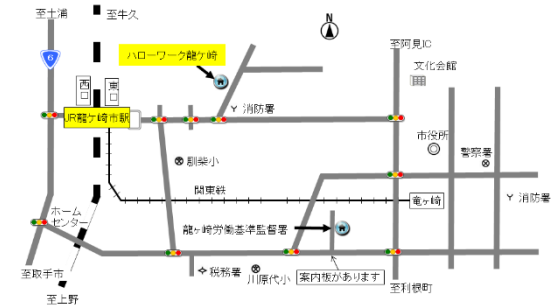 至土浦
至牛久
N
6
ハローワーク龍ケ崎
至阿見IC
文化会館
西口
東口
JR龍ケ崎市駅
消防署
市役所
警察署
馴柴小
関東鉄
竜ヶ崎
消防署
ホーム
センター
龍ヶ崎労働基準監督署
至取手市
至上野
税務署
川原代小
案内板があります
至利根町